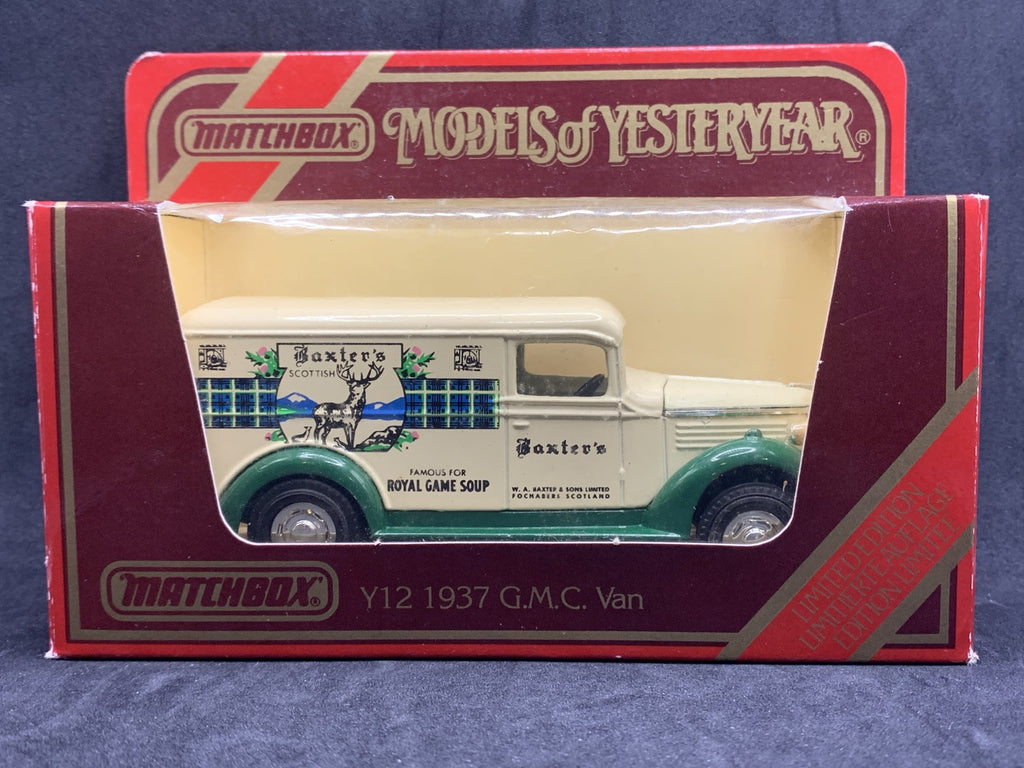 MATCHBOX®
MODELS of YESTERYEAR®
Baxter's
SCOTTISH
Baxter's
FAMOUS FOR
ROYAL GAME SOUP
W. A. BAXTER & SONS LIMITED
FOCHABERS SCOTLAND
MATCHBOX®
Y12 1937 G.M.C. Van
LIMITED EDITION
LIMITIERTE AUFLAGE
EDITION LIMITÉE